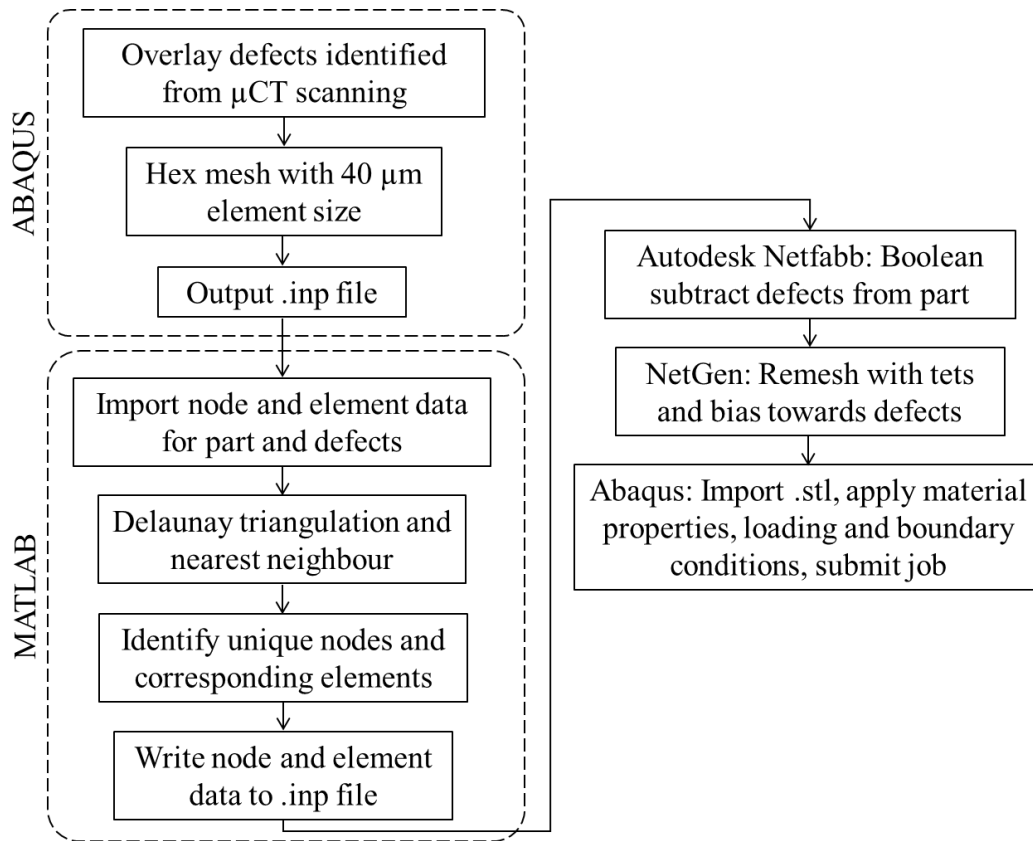 ABAQUS
Overlay defects identified
from µCT scanning
Hex mesh with 40 µm
element size
Output .inp file
MATLAB
Import node and element data
for part and defects
Delaunay triangulation and
nearest neighbour
Identify unique nodes and
corresponding elements
Write node and element
data to .inp file
Autodesk Netfabb: Boolean
subtract defects from part
NetGen: Remesh with tets
and bias towards defects
Abaqus: Import .stl, apply material
properties, loading and boundary
conditions, submit job